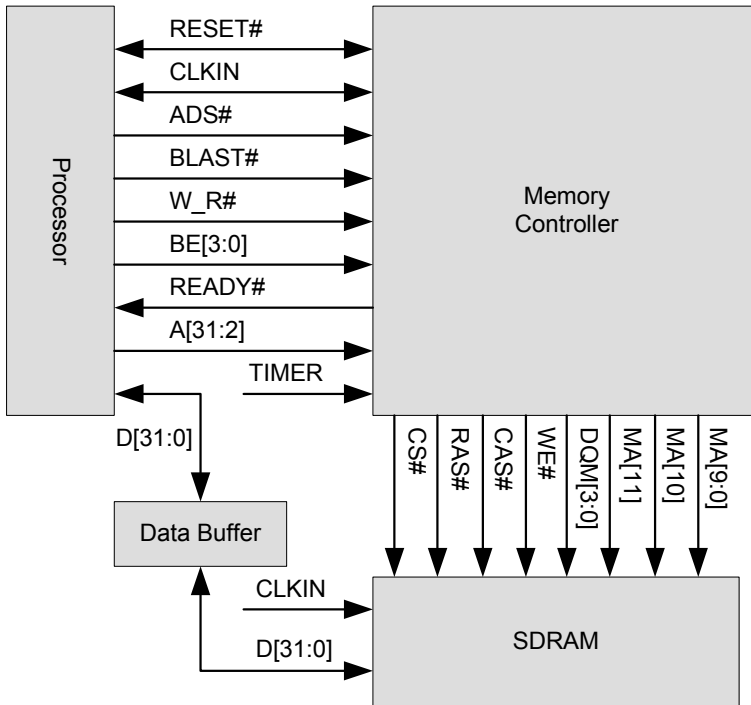 RESET#
CLKIN
ADS#
BLAST#
W_R#
BE[3:0]
READY#
A[31:2]
TIMER
Processor
Memory
Controller
D[31:0]
CS#
RAS#
CAS#
WE#
DQM[3:0]
MA[11]
MA[10]
MA[9:0]
Data Buffer
CLKIN
D[31:0]
SDRAM